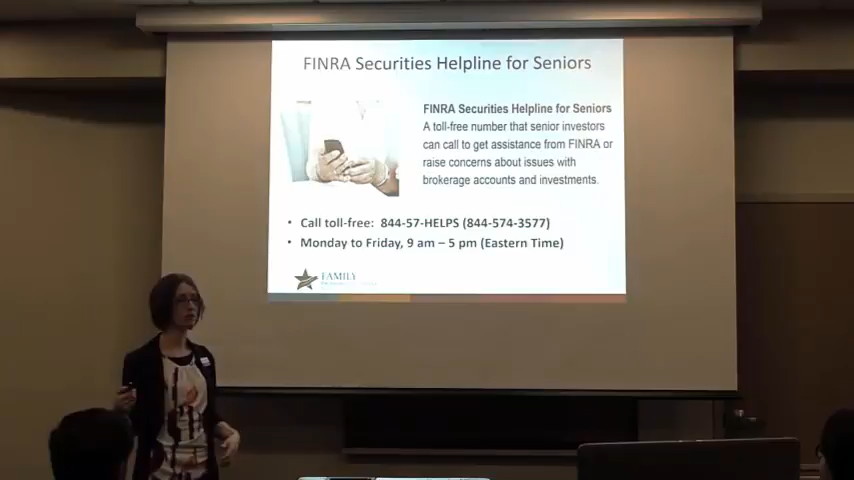 FINRA Securities Helpline for Seniors
FINRA Securities Helpline for Seniors
A toll-free number that senior investors
can call to get assistance from FINRA or
raise concerns about issues with
brokerage accounts and investments.
• Call toll-free: 844-57-HELPS (844-574-3577)
• Monday to Friday, 9 am – 5 pm (Eastern Time)
FAMILY